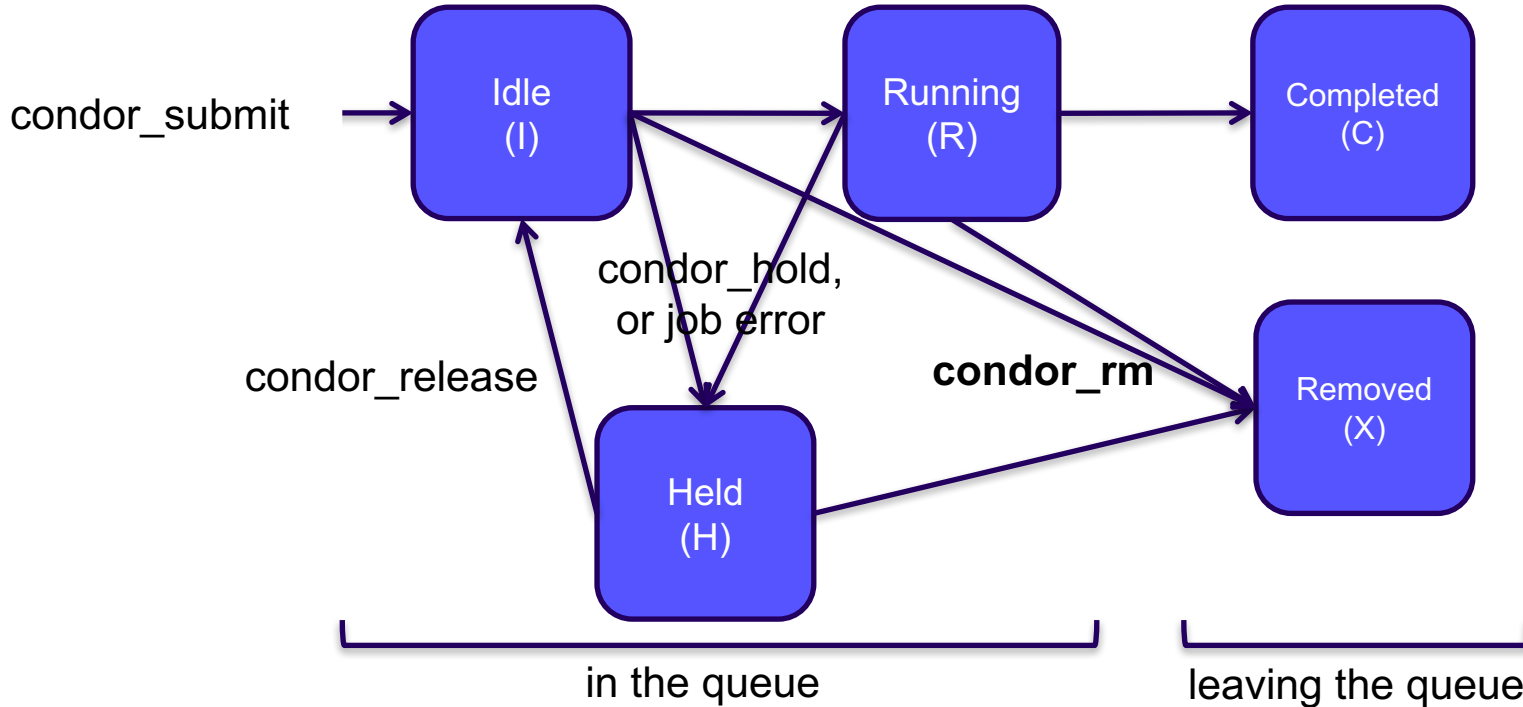 condor_submit
Idle
(I)
Running
(R)
Completed
(C)
condor_hold,
or job error
condor_release
condor_rm
Removed
(X)
Held
(H)
in the queue
leaving the queue